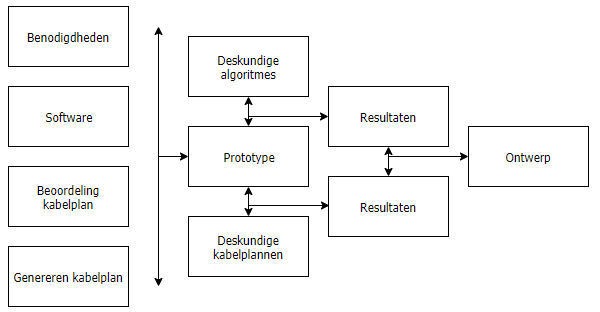 Benodigdheden
Software
Beoordeling
kabelplan
Genereren kabelplan
Deskundige
algoritmes
Prototype
Deskundige
kabelplannen
Resultaten
Resultaten
Ontwerp